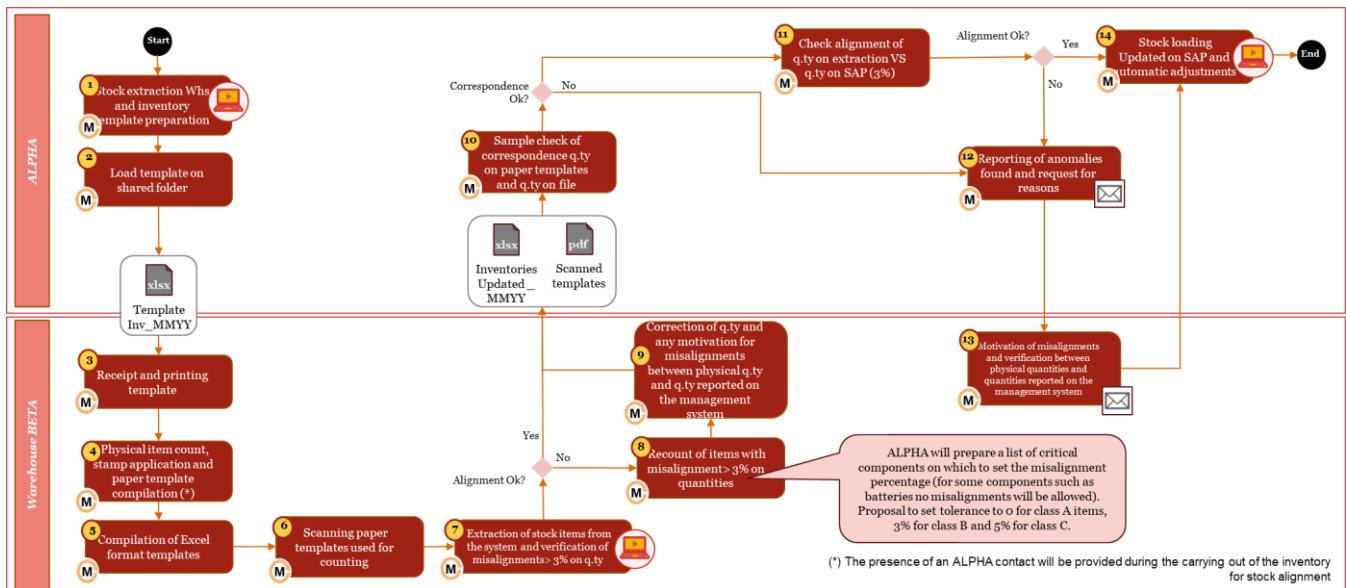 ALPHA
Start
1
Stock extraction Whs
and inventory
template preparation
M
2
Load template on
shared folder
M
xlsx
Template
Inv_MMYY
10
Sample check of
correspondence q.ty
on paper templates
and q.ty on file
M
Correspondence
Ok?
No
xlsx
Inventories
Updated_
MMYY
pdf
Scanned
templates
11
Check alignment of
q.ty on extraction VS
q.ty on SAP (3%)
M
Alignment Ok?
Yes
No
12
Reporting of anomalies
found and request for
reasons
M
14
Stock loading
Updated on SAP and
automatic adjustments
M
End
Warehouse BETA
3
Receipt and printing
template
M
4
Physical item count,
stamp application and
paper template
compilation (*)
M
5
Compilation of Excel
format templates
M
6
Scanning paper
templates used for
counting
M
7
Extraction of stock items
from the system and
verification of
misalignments> 3% on q.ty
M
Alignment Ok?
Yes
No
8
Recount of items with
misalignment> 3% on
quantities
M
9
Correction of q.ty and
any motivation for
misalignments
between physical q.ty
and q.ty reported on
the management
system
M
13
Motivation of misalignments
and verification between
physical quantities and
quantities reported on the
management system
M
ALPHA will prepare a list of critical
components on which to set the misalignment
percentage (for some components such as
batteries no misalignments will be allowed).
Proposal to set tolerance to 0 for class A items,
3% for class B and 5% for class C.
(*) The presence of an ALPHA contact will be provided during the carrying out of the inventory
for stock alignment